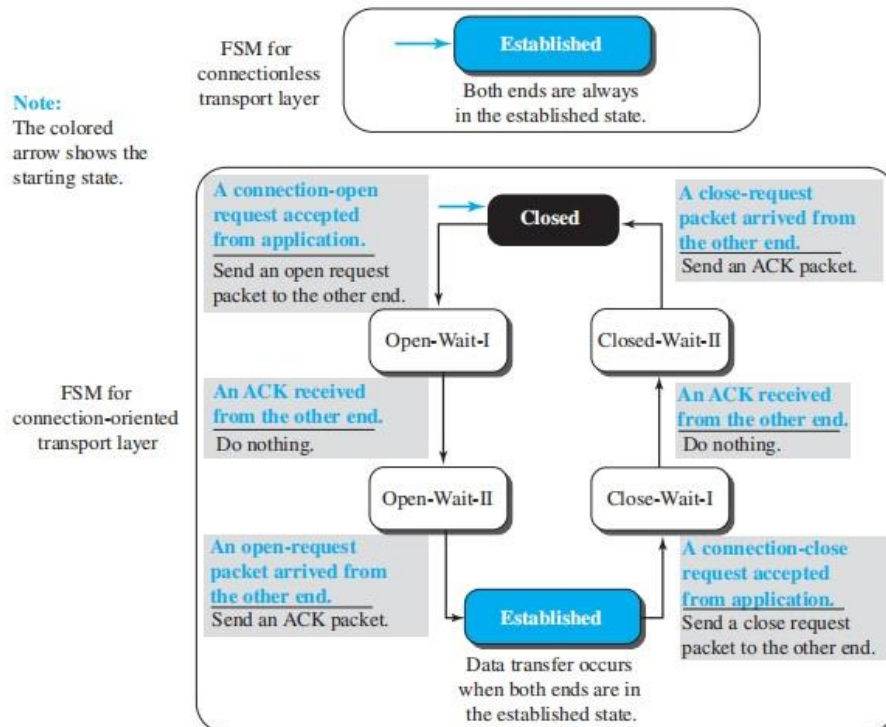 FSM for
connectionless
transport layer
Established
Both ends are always
in the established state.
Note:
The colored
arrow shows the
starting state.
A connection-open
request accepted
from application.
Send an open request
packet to the other end.
Closed
A close-request
packet arrived from
the other end.
Send an ACK packet.
Open-Wait-I
Closed-Wait-II
FSM for
connection-oriented
transport layer
An ACK received
from the other end.
Do nothing.
An ACK received
from the other end.
Do nothing.
Open-Wait-II
Close-Wait-I
An open-request
packet arrived from
the other end.
Send an ACK packet.
Established
A connection-close
request accepted
from application.
Send a close request
packet to the other end.
Data transfer occurs
when both ends are in
the established state.